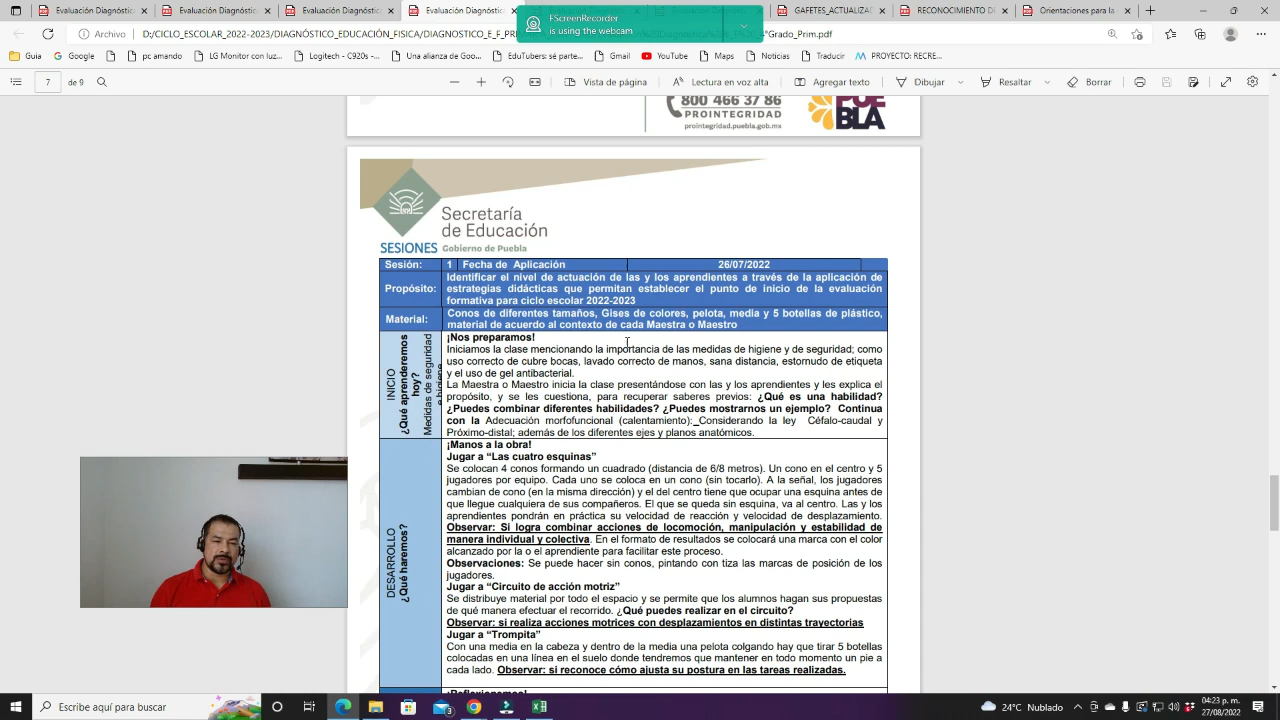 Evaluación Diagnóstic
Evaluación Diagnóstic
Evaluación Diagnóstic
GAFETES_ACTUALIZAC
RECONOCIMIENTO DI
Orientaciones para lo
FScreenRecorder
is using the webcam
Archivo D:/CICLO_ESCOLAR_2022-2023/DIAGNÓSTICO_EDUCACIÓN_FISICA/DIAGNÓSTICO_E_F_PR
Grado_Prim.pdf
Guia Google pc amando LG Monitor con luz... Logitech - C920s -... Una alianza de Goo... EduTubers: sé parte... Gmail YouTube Maps Noticias Traducir PROYECTO: RECRE...
7 de 9 Vista de página Lectura en voz alta Agregar texto Dibujar Resaltar Borrar
800 466 37 86
PROINTEGRIDAD
prointegridad.puebla.gob.mx
PUE
BLA
Secretaría
de Educación
SESIONES Gobierno de Puebla
Sesión: 1 Fecha de Aplicación 26/07/2022
Propósito: Identificar el nivel de actuación de las y los aprendientes a través de la aplicación de
estrategias didácticas que permitan establecer el punto de inicio de la evaluación
formativa para ciclo escolar 2022-2023
Material: Conos de diferentes tamaños, Gises de colores, pelota, media y 5 botellas de plástico,
material de acuerdo al contexto de cada Maestra o Maestro
INICIO
¿Qué aprenderemos
hoy?
Medidas de seguridad
e higiene
¡Nos preparamos!
Iniciamos la clase mencionando la importancia de las medidas de higiene y de seguridad; como
uso correcto de cubre bocas, lavado correcto de manos, sana distancia, estornudo de etiqueta
y el uso de gel antibacterial.
La Maestra o Maestro inicia la clase presentándose con las y los aprendientes y les explica el
propósito, y se les cuestiona, para recuperar saberes previos: ¿Qué es una habilidad?
¿Puedes combinar diferentes habilidades? ¿Puedes mostrarnos un ejemplo? Continua
con la Adecuación morfofuncional (calentamiento): Considerando la ley Céfalo-caudal y
Próximo-distal; además de los diferentes ejes y planos anatómicos.
DESARROLLO
¿Qué haremos?
¡Manos a la obra!
Jugar a “Las cuatro esquinas”
Se colocan 4 conos formando un cuadrado (distancia de 6/8 metros). Un cono en el centro y 5
jugadores por equipo. Cada uno se coloca en un cono (sin tocarlo). A la señal, los jugadores
cambian de cono (en la misma dirección) y el del centro tiene que ocupar una esquina antes de
que llegue cualquiera de sus compañeros. El que se queda sin esquina, va al centro. Las y los
aprendientes pondrán en práctica su velocidad de reacción y velocidad de desplazamiento.
Observar: Si logra combinar acciones de locomoción, manipulación y estabilidad de
manera individual y colectiva. En el formato de resultados se colocará una marca con el color
alcanzado por la o el aprendiente para facilitar este proceso.
Observaciones: Se puede hacer sin conos, pintando con tiza las marcas de posición de los
jugadores.
Jugar a “Circuito de acción motriz”
Se distribuye material por todo el espacio y se permite que los alumnos hagan sus propuestas
de qué manera efectuar el recorrido. ¿Qué puedes realizar en el circuito?
Observar: si realiza acciones motrices con desplazamientos en distintas trayectorias
Jugar a “Trompita”
Con una media en la cabeza y dentro de la media una pelota colgando hay que tirar 5 botellas
colocadas en una línea en el suelo donde tendremos que mantener en todo momento un pie a
cada lado. Observar: si reconoce cómo ajusta su postura en las tareas realizadas.
¡Reflexionemos!
Escribe aquí para buscar
24°C Nublado
04:23 p. m.
27/08/2022